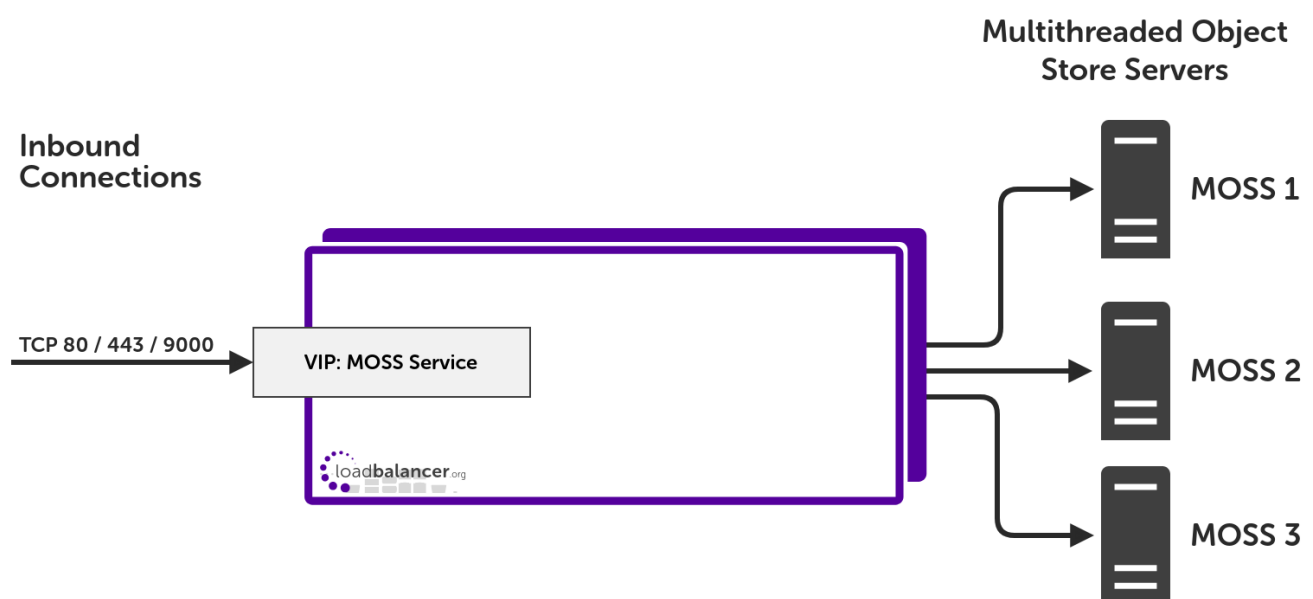 Multithreaded Object
Store Servers
Inbound
Connections
MOSS 1
TCP 80 / 443 / 9000
VIP: MOSS Service
MOSS 2
loadbalancer.org
MOSS 3